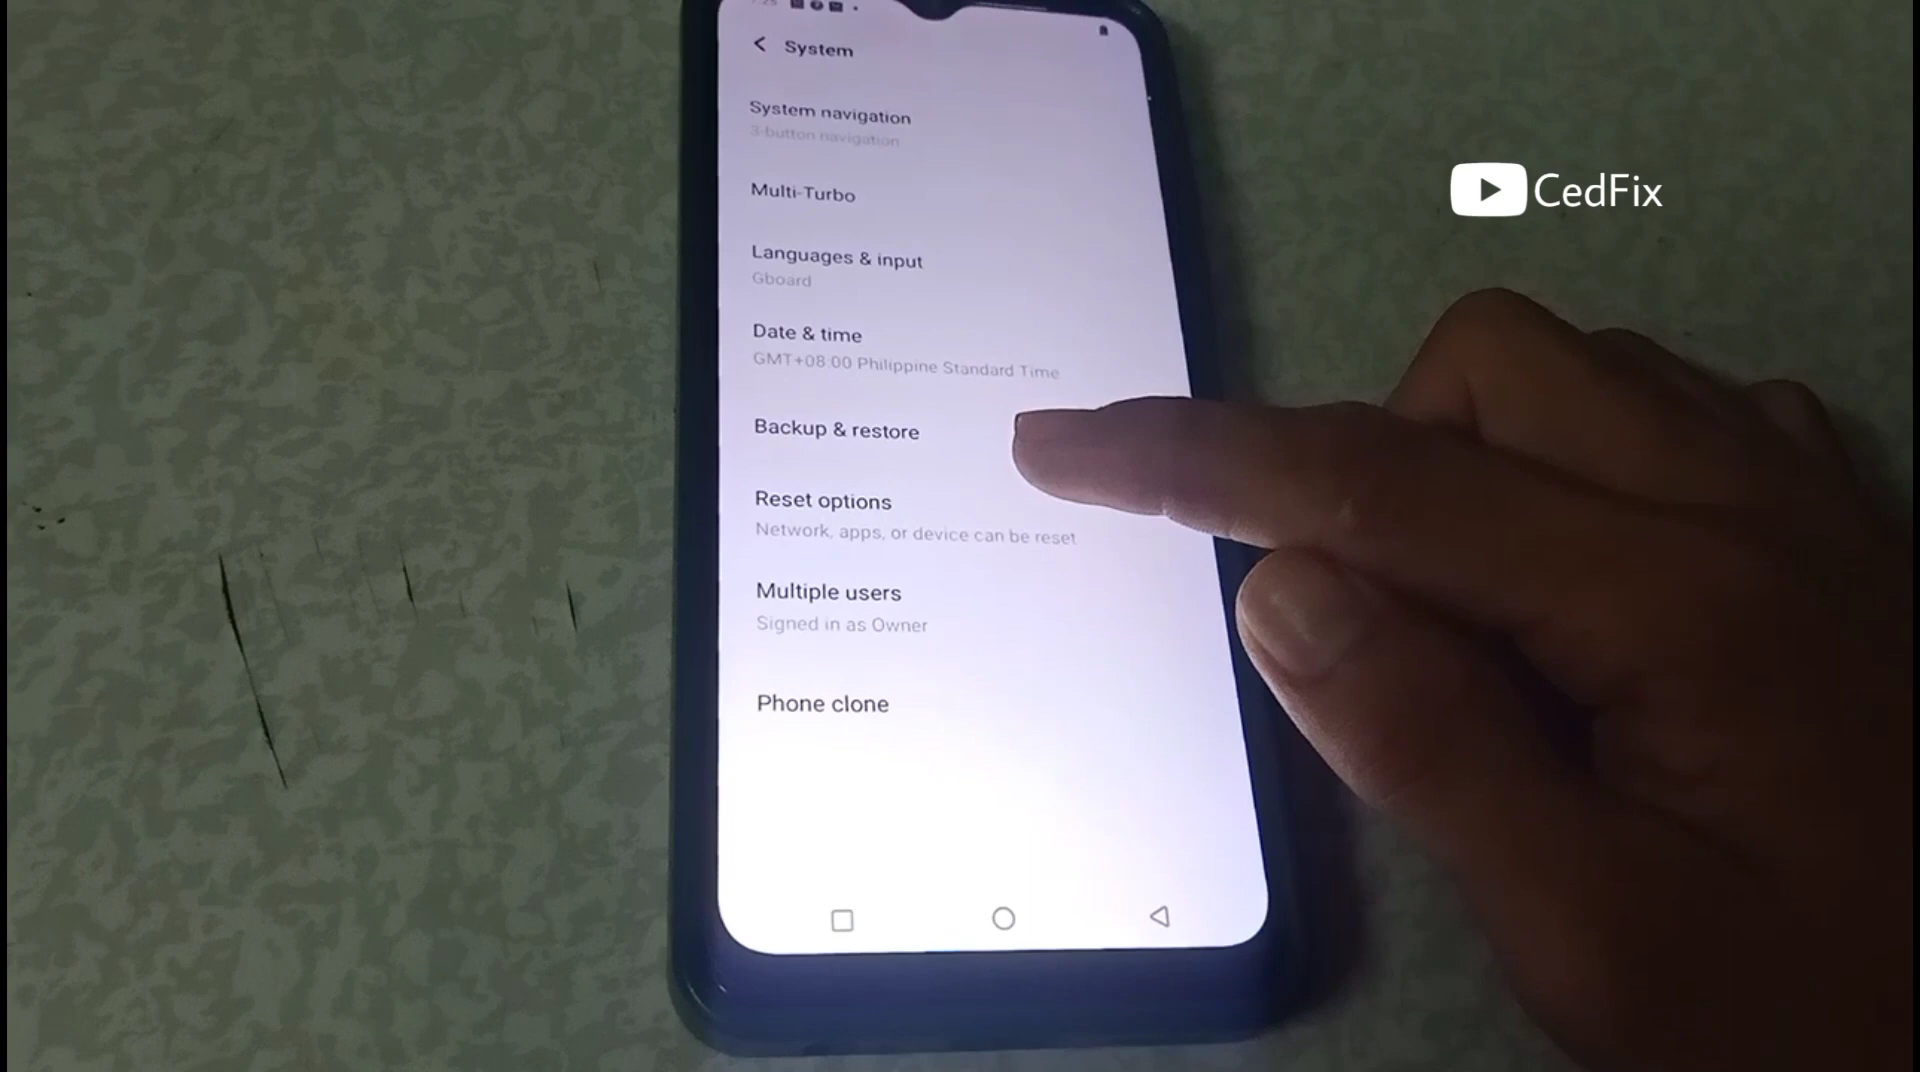 System
System navigation
3-button navigation
Multi-Turbo
Languages & input
Gboard
Date & time
GMT+08:00 Philippine Standard Time
Backup & restore
Reset options
Network, apps, or device can be reset
Multiple users
Signed in as Owner
Phone clone
CedFix